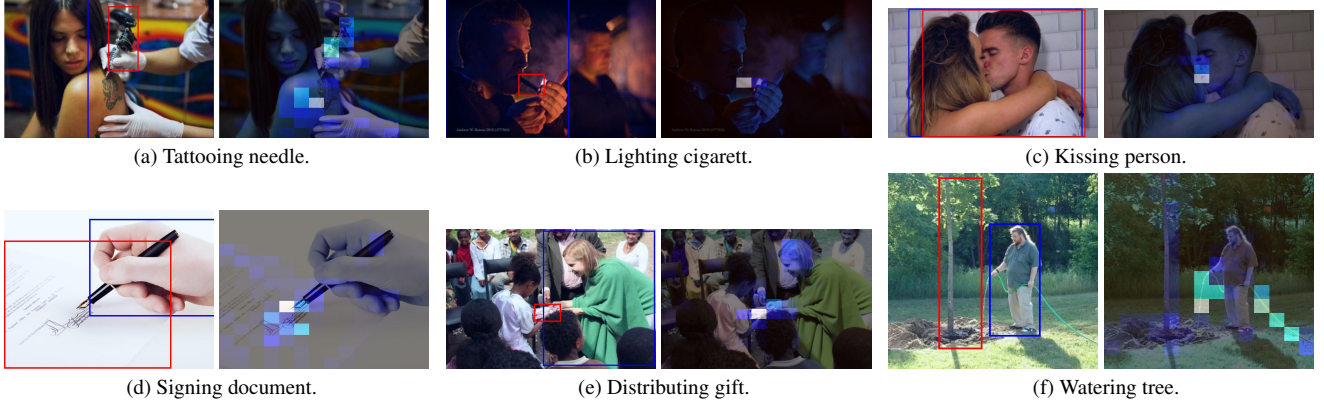 (a) Tattooing needle.
(b) Lighting cigarett.
(c) Kissing person.
(d) Signing document.
(e) Distributing gift.
(f) Watering tree.